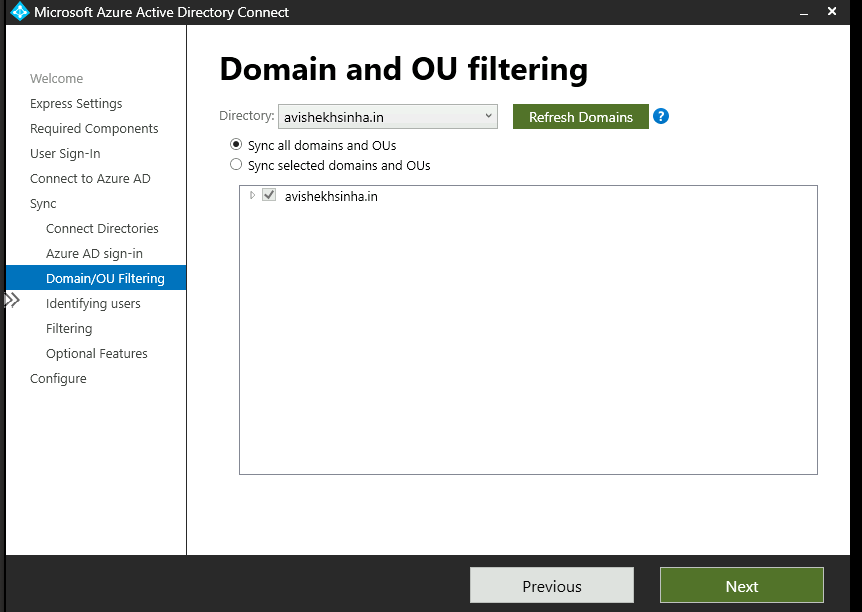 Microsoft Azure Active Directory Connect
Welcome
Express Settings
Required Components
User Sign-In
Connect to Azure AD
Sync
Connect Directories
Azure AD sign-in
Domain/OU Filtering
Identifying users
Filtering
Optional Features
Configure
Domain and OU filtering
Directory: avishekhsinha.in Refresh Domains ?
Sync all domains and OUs
Sync selected domains and OUs
avishekhsinha.in
Previous Next